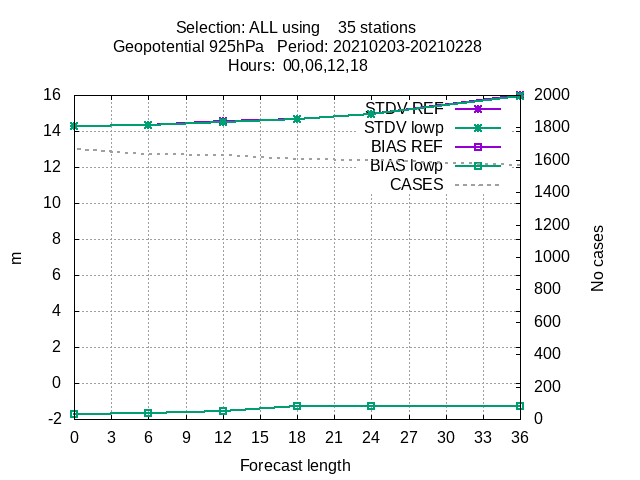 Selection: ALL using    35 stations
Geopotential 925hPa   Period: 20210203-20210228
Hours:  00,06,12,18
STDV REF
STDV lowp
BIAS REF
BIAS lowp
CASES
16
14
12
10
8
6
4
2
0
-2
m
2000
1800
1600
1400
1200
1000
800
600
400
200
0
No cases
0 3 6 9 12 15 18 21 24 27 30 33 36
Forecast length